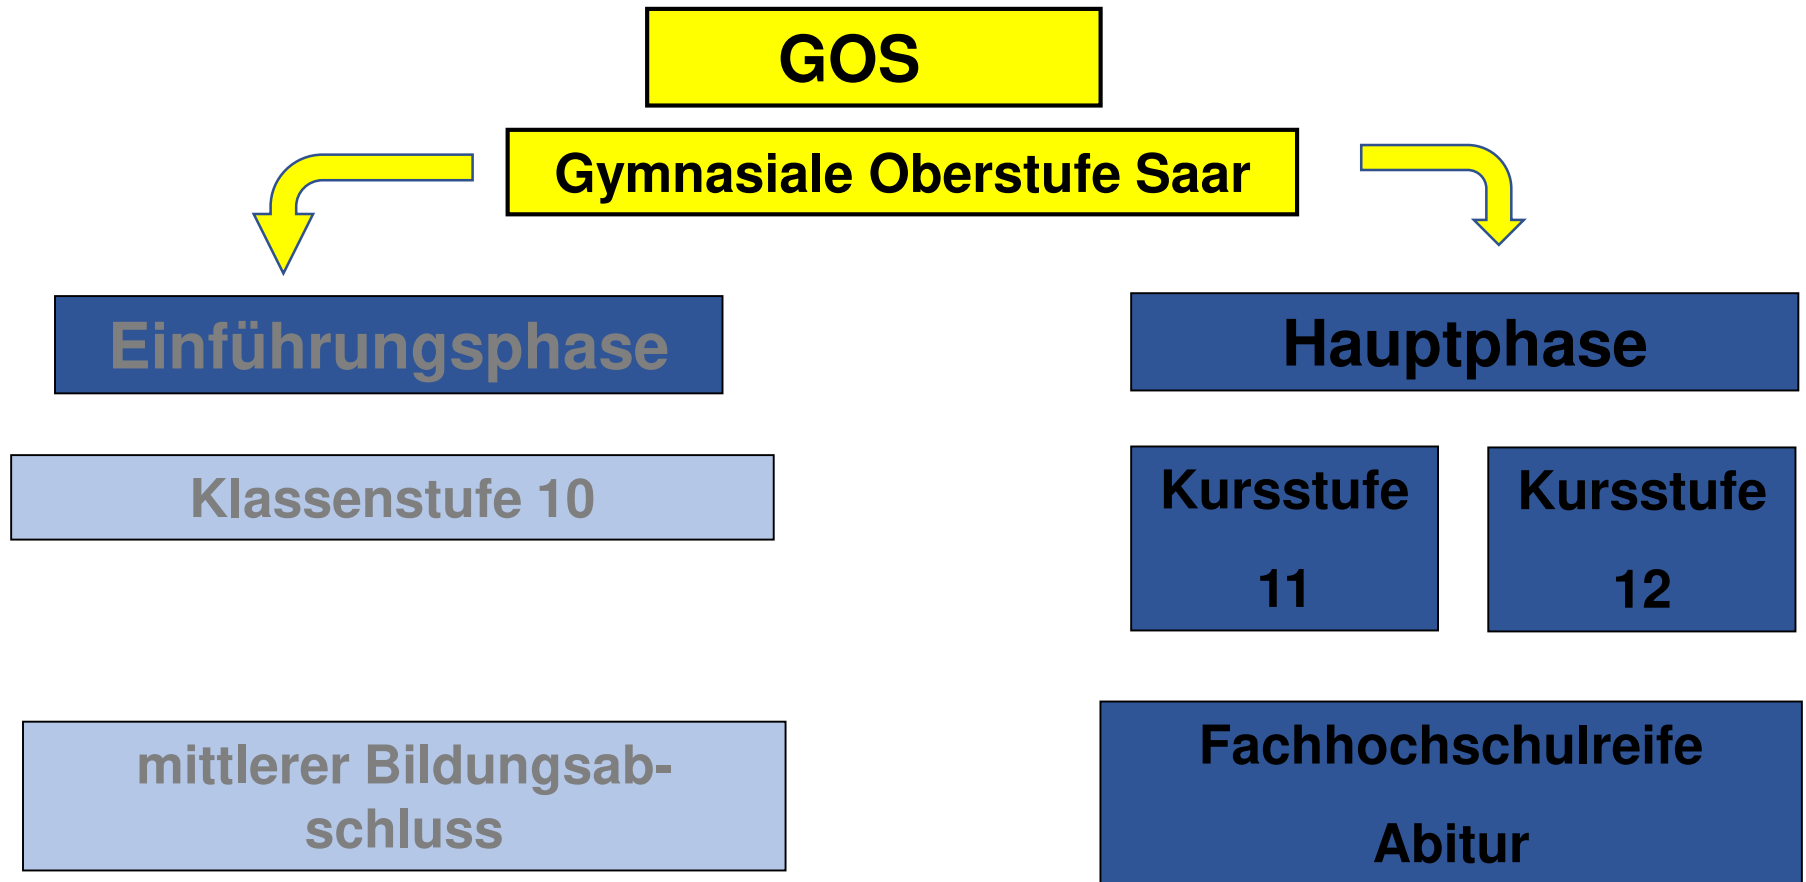 GOS
Gymnasiale Oberstufe Saar
Einführungsphase
Hauptphase
Klassenstufe 10
Kursstufe
11
Kursstufe
12
mittlerer Bildungsab-
schluss
Fachhochschulreife
Abitur